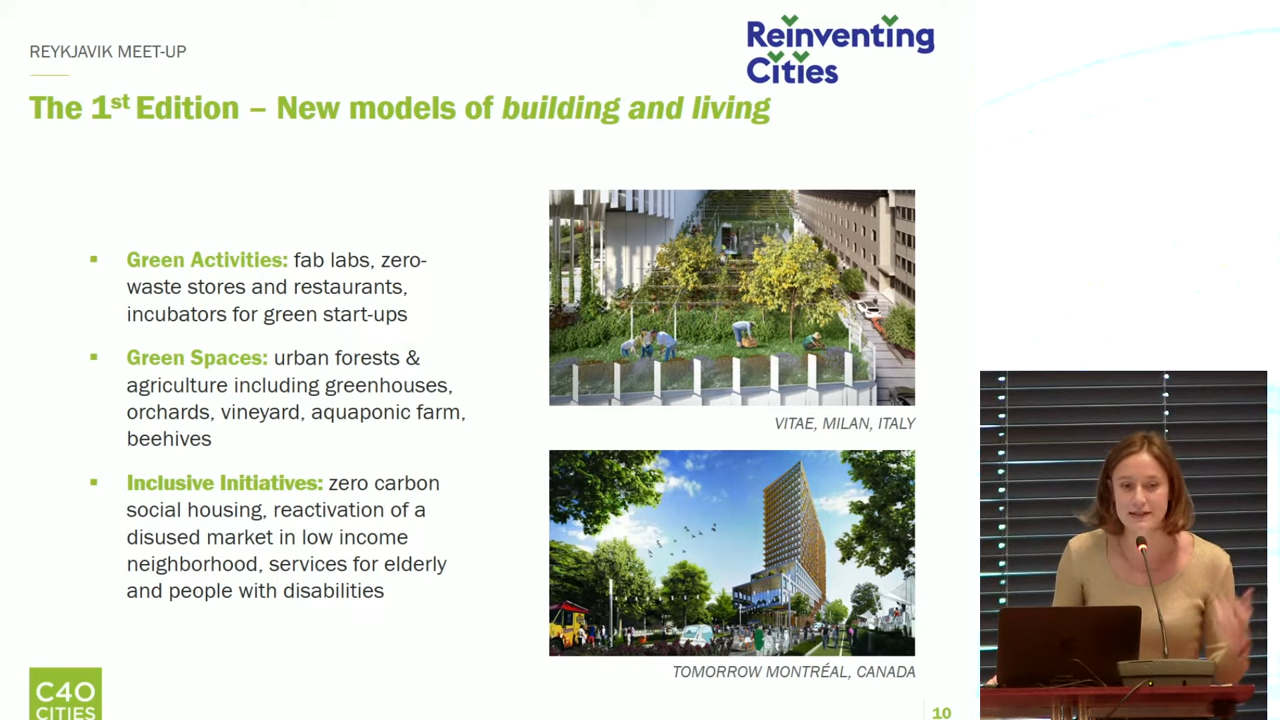 REYKJAVIK MEET-UP
Reinventing
Cities
The 1st Edition – New models of building and living
▪ Green Activities: fab labs, zero-
waste stores and restaurants,
incubators for green start-ups
▪ Green Spaces: urban forests &
agriculture including greenhouses,
orchards, vineyard, aquaponic farm,
beehives
▪ Inclusive Initiatives: zero carbon
social housing, reactivation of a
disused market in low income
neighborhood, services for elderly
and people with disabilities
VITAE, MILAN, ITALY
TOMORROW MONTRÉAL, CANADA
C40
CITIES
10